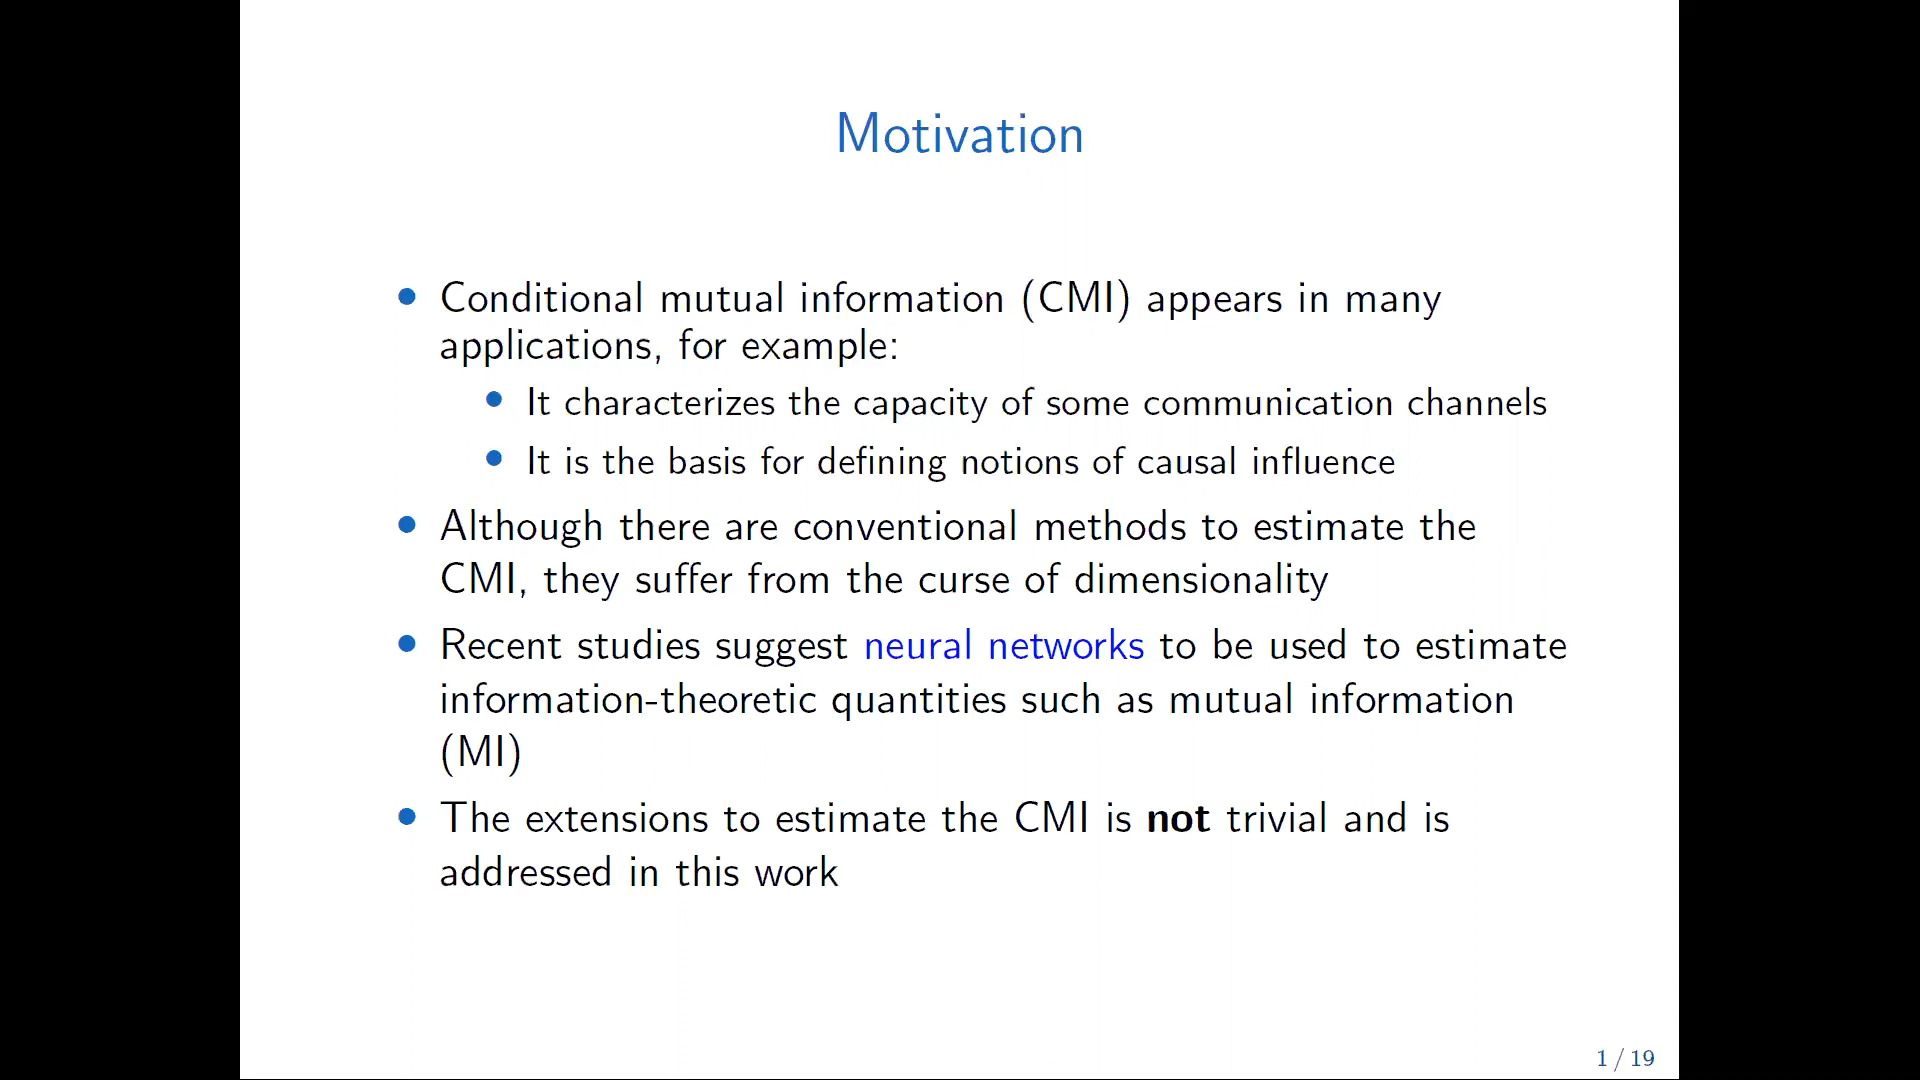 Motivation
• Conditional mutual information (CMI) appears in many
applications, for example:
• It characterizes the capacity of some communication channels
• It is the basis for defining notions of causal influence
• Although there are conventional methods to estimate the
CMI, they suffer from the curse of dimensionality
• Recent studies suggest neural networks to be used to estimate
information-theoretic quantities such as mutual information
(MI)
• The extensions to estimate the CMI is not trivial and is
addressed in this work
1 / 19